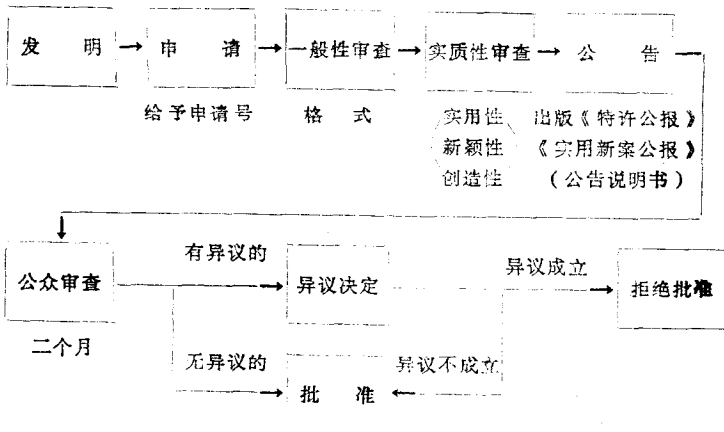 发 明 → 申 请 → 一般性审查 → 实质性审查 → 公 告
给予申请号 格 式 实用性 出版《特许公报》
新颖性 《实用新案公报》
创造性 (公告说明书)
有异议的 异议成立
公众审查 异议决定 拒绝批准
二个月
无异议的 异议不成立
批 准